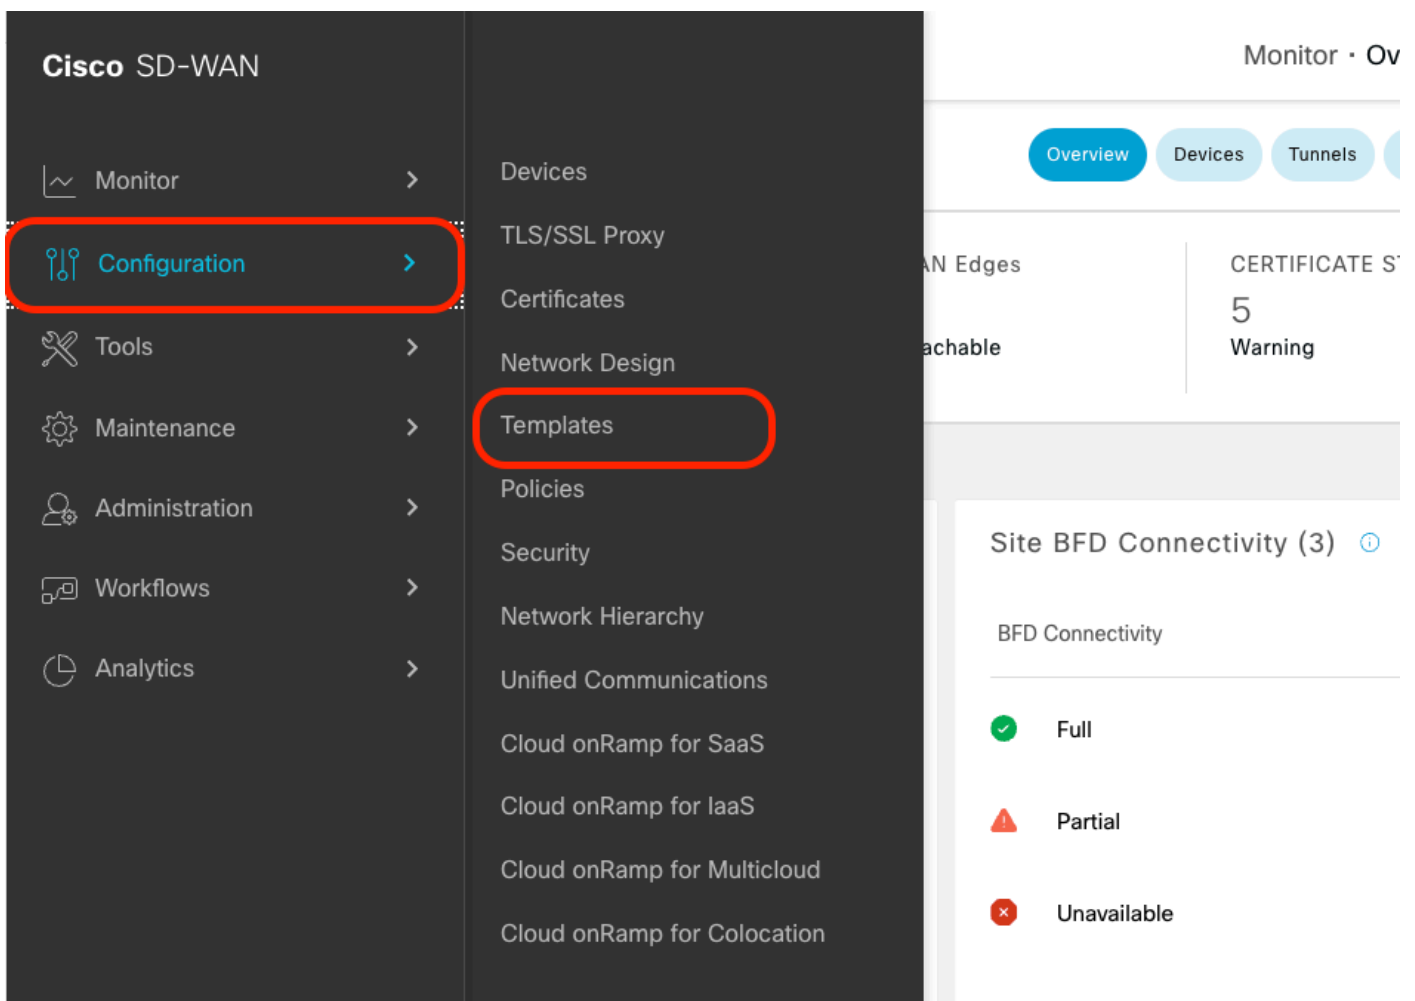 Cisco SD-WAN
Monitor
Configuration
Tools
Maintenance
Administration
Workflows
Analytics
Devices
TLS/SSL Proxy
Certificates
Network Design
Templates
Policies
Security
Network Hierarchy
Unified Communications
Cloud onRamp for SaaS
Cloud onRamp for IaaS
Cloud onRamp for Multicloud
Cloud onRamp for Colocation
Monitor · Ov
Overview Devices Tunnels
AN Edges
achable
CERTIFICATE ST
5
Warning
Site BFD Connectivity (3)
BFD Connectivity
Full
Partial
Unavailable